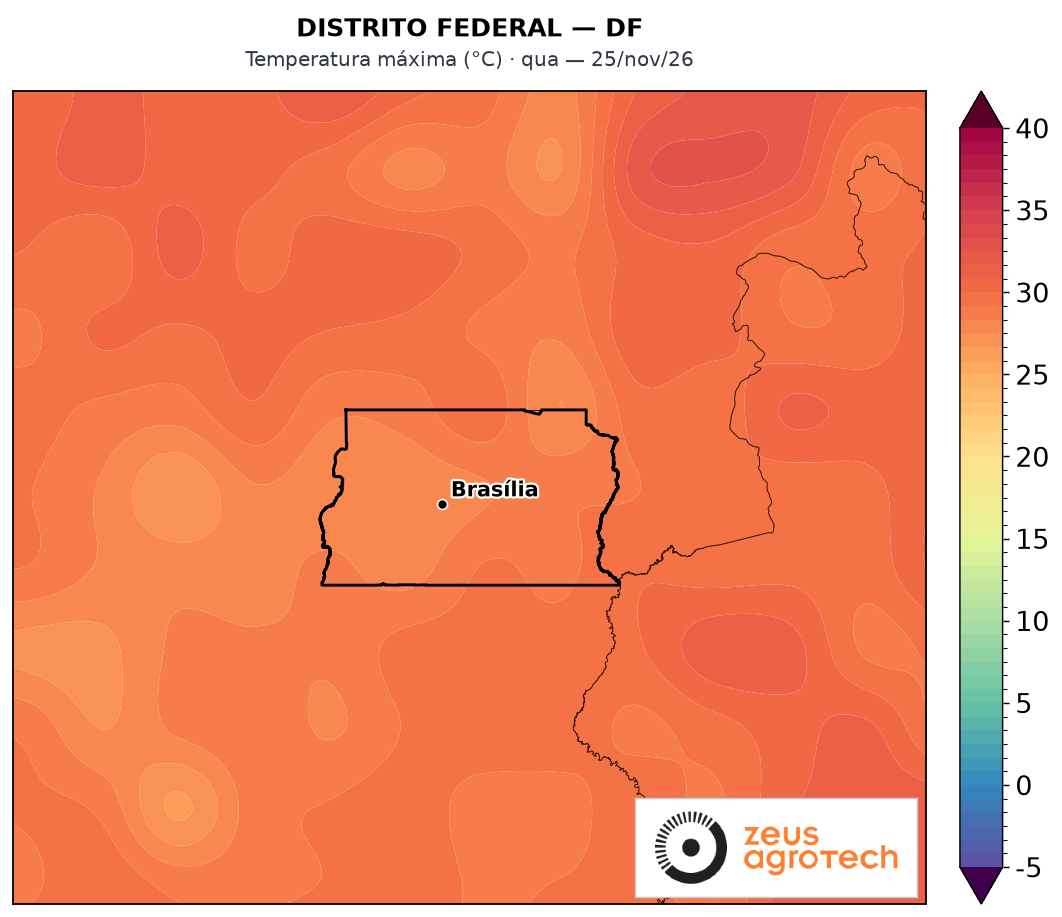 DISTRITO FEDERAL — DF
Temperatura máxima (°C) · qua — 25/nov/26
Brasília
40
35
30
25
20
15
10
5
0
-5
zeus
agrotech